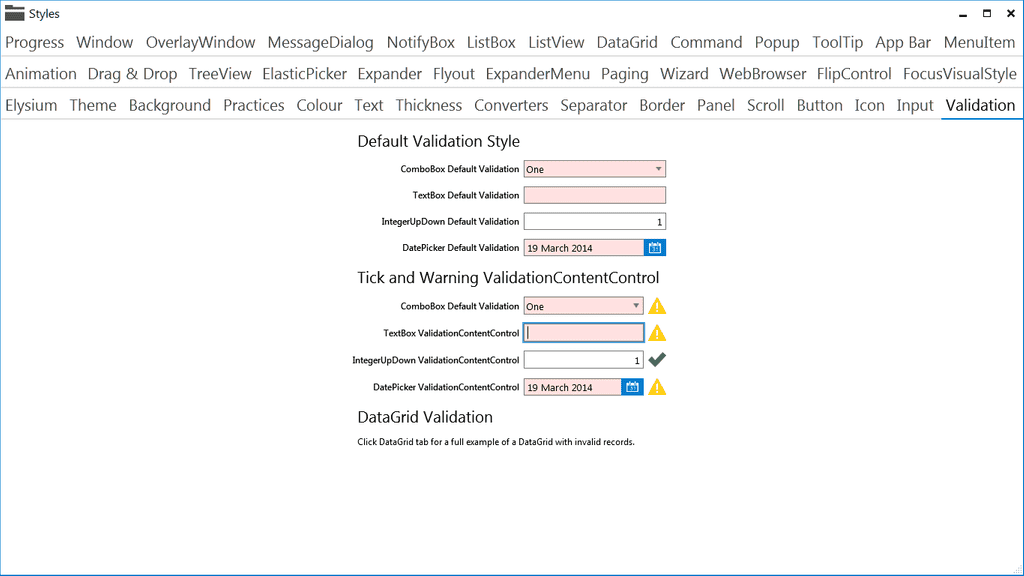 Styles
Progress Window OverlayWindow MessageDialog NotifyBox ListBox ListView DataGrid Command Popup ToolTip App Bar MenuItem
Animation Drag & Drop TreeView ElasticPicker Expander Flyout ExpanderMenu Paging Wizard WebBrowser FlipControl FocusVisualStyle
Elysium Theme Background Practices Colour Text Thickness Converters Separator Border Panel Scroll Button Icon Input Validation
Default Validation Style
ComboBox Default Validation One
TextBox Default Validation
IntegerUpDown Default Validation 1
DatePicker Default Validation 19 March 2014
Tick and Warning ValidationContentControl
ComboBox Default Validation One
TextBox ValidationContentControl
IntegerUpDown ValidationContentControl 1
DatePicker ValidationContentControl 19 March 2014
DataGrid Validation
Click DataGrid tab for a full example of a DataGrid with invalid records.